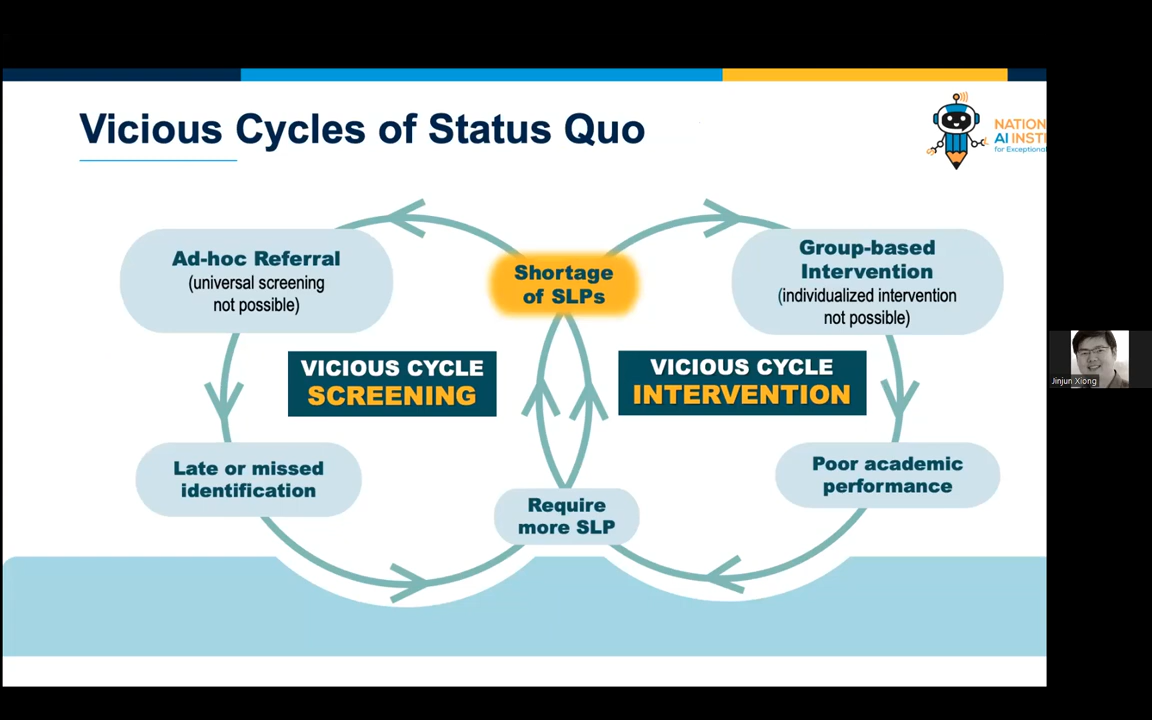 Vicious Cycles of Status Quo
NATION
AI INSTI
for Exceptional
Ad-hoc Referral
(universal screening
not possible)
Shortage
of SLPs
Group-based
Intervention
(individualized intervention
not possible)
VICIOUS CYCLE
SCREENING
VICIOUS CYCLE
INTERVENTION
Late or missed
identification
Require
more SLP
Poor academic
performance
Jinjun Xiong